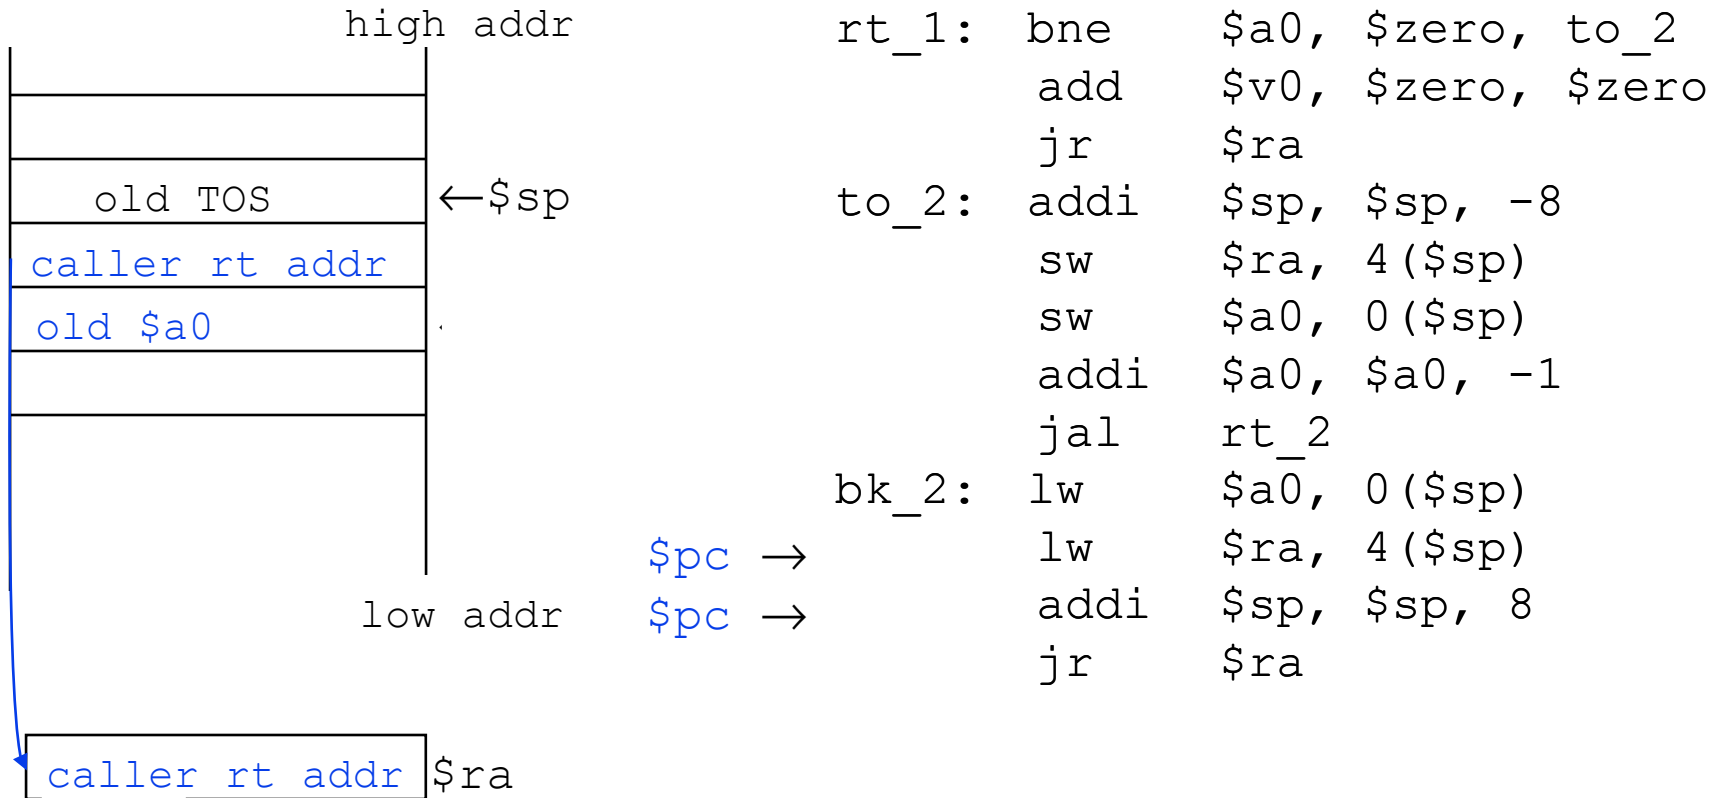 high addr
old TOS
←$sp
caller rt addr
old $a0
low addr
caller rt addr $ra
rt_1: bne $a0, $zero, to_2
add $v0, $zero, $zero
jr $ra
to_2: addi $sp, $sp, -8
sw $ra, 4($sp)
sw $a0, 0($sp)
addi $a0, $a0, -1
jal rt_2
bk_2: lw $a0, 0($sp)
$pc → lw $ra, 4($sp)
$pc → addi $sp, $sp, 8
jr $ra